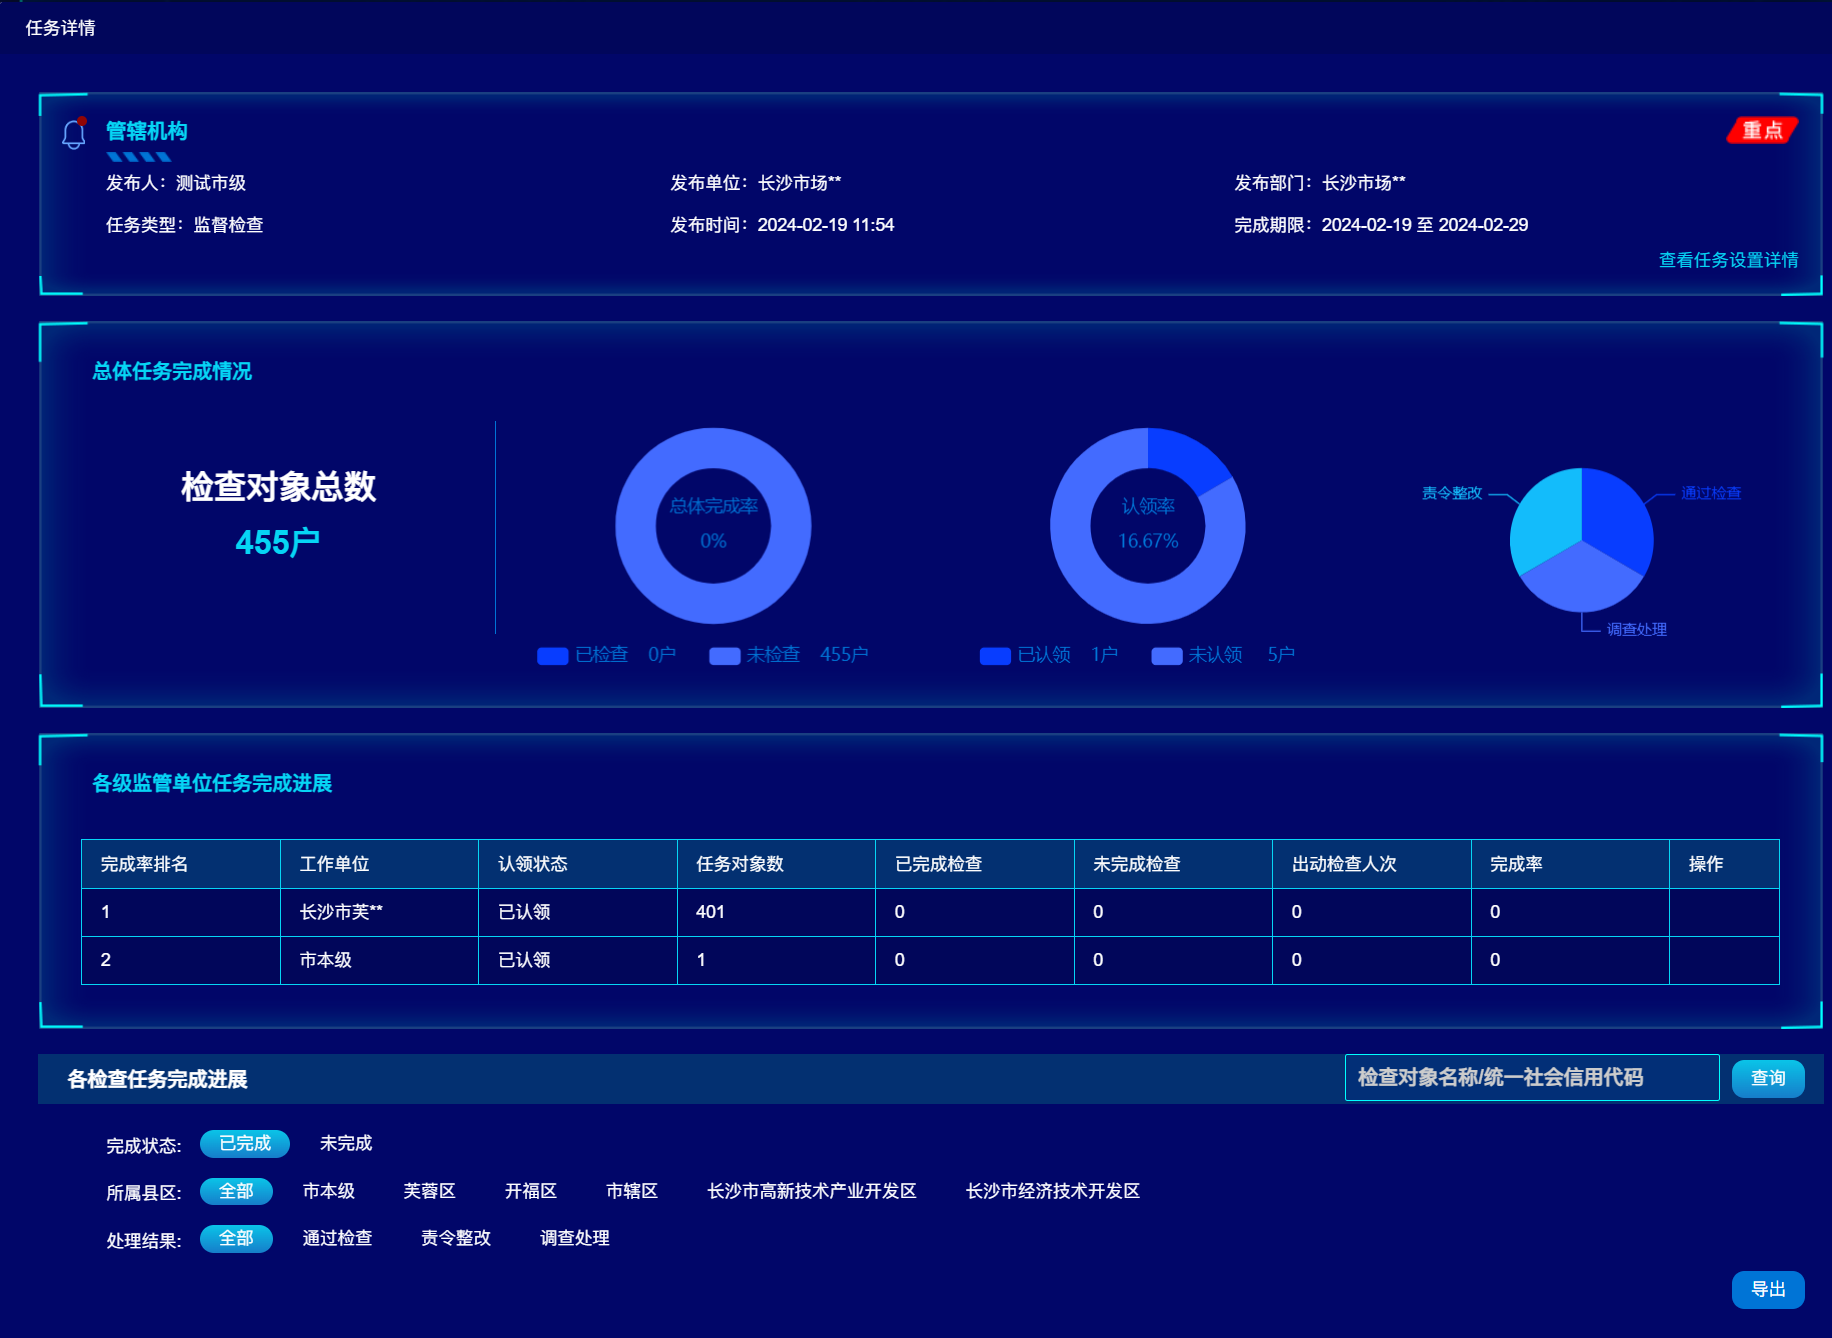 任务详情
管辖机构
重点
发布人：测试市级
发布单位：长沙市场**
发布部门：长沙市场**
任务类型：监督检查
发布时间：2024-02-19 11:54
完成期限：2024-02-19 至 2024-02-29
查看任务设置详情
总体任务完成情况
检查对象总数
455户
总体完成率
0%
已检查 0户
未检查 455户
认领率
16.67%
已认领 1户
未认领 5户
责令整改
通过检查
调查处理
各级监管单位任务完成进展
完成率排名 工作单位 认领状态 任务对象数 已完成检查 未完成检查 出动检查人次 完成率 操作
1 长沙市芙** 已认领 401 0 0 0 0
2 市本级 已认领 1 0 0 0 0
各检查任务完成进展
检查对象名称/统一社会信用代码
查询
完成状态: 已完成 未完成
所属县区: 全部 市本级 芙蓉区 开福区 市辖区 长沙市高新技术产业开发区 长沙市经济技术开发区
处理结果: 全部 通过检查 责令整改 调查处理
导出